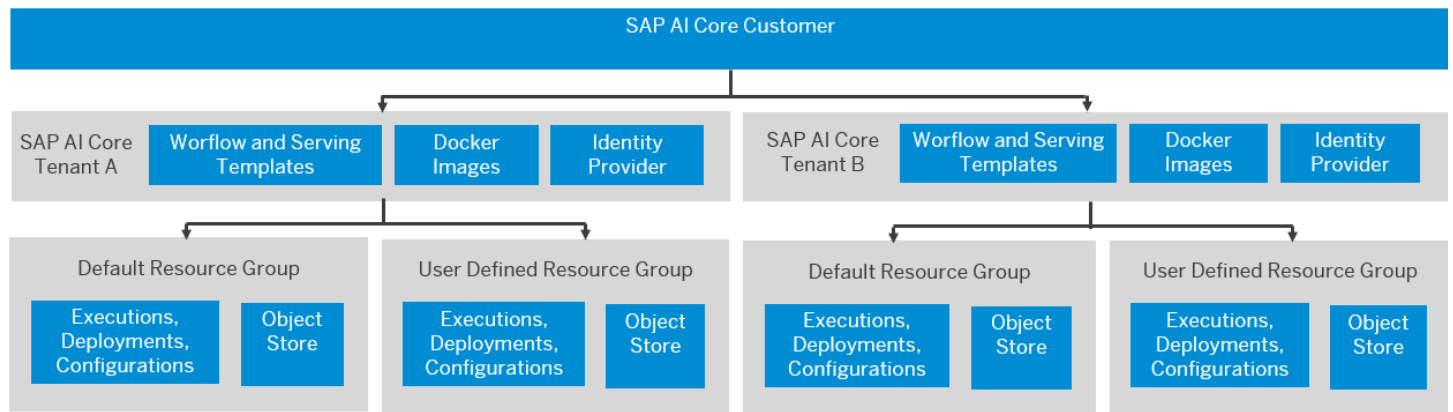 SAP AI Core Customer
SAP AI Core
Tenant A
Worflow and Serving
Templates
Docker
Images
Identity
Provider
SAP AI Core
Tenant B
Worflow and Serving
Templates
Docker
Images
Identity
Provider
Default Resource Group
Executions,
Deployments,
Configurations
Object
Store
User Defined Resource Group
Executions,
Deployments,
Configurations
Object
Store
Default Resource Group
Executions,
Deployments,
Configurations
Object
Store
User Defined Resource Group
Executions,
Deployments,
Configurations
Object
Store